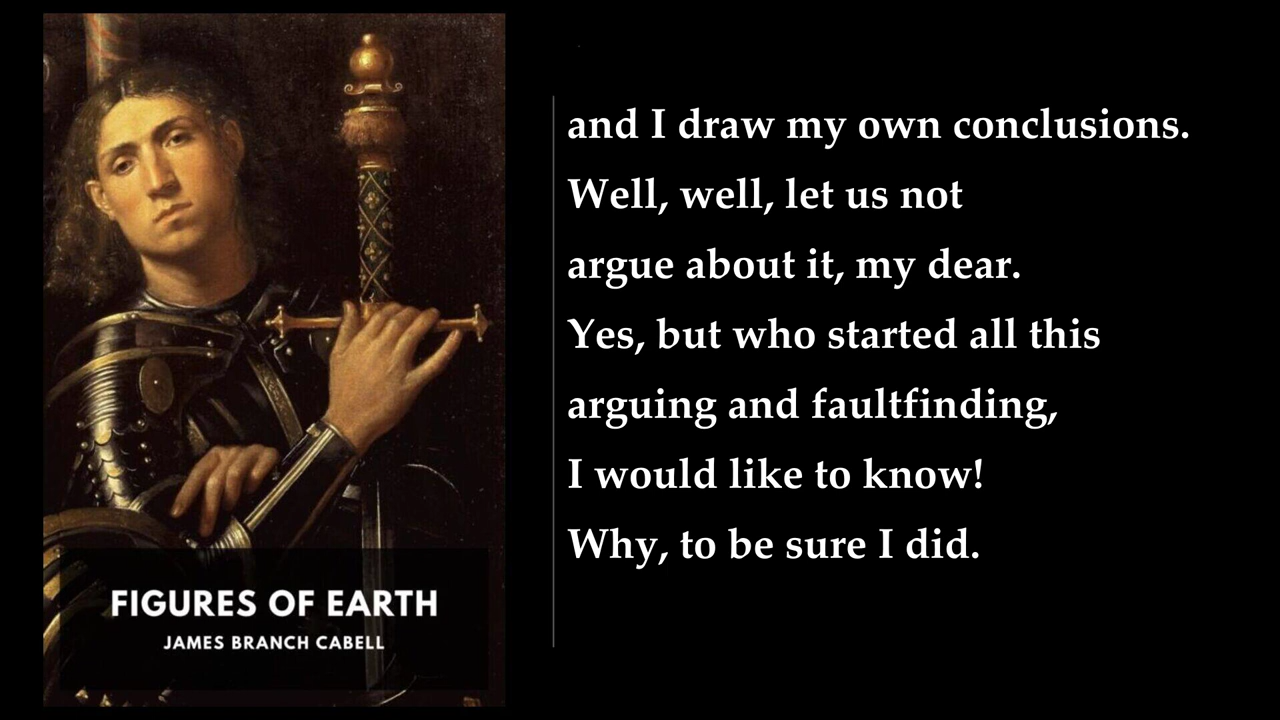 and I draw my own conclusions.
Well, well, let us not
argue about it, my dear.
Yes, but who started all this
arguing and faultfinding,
I would like to know!
Why, to be sure I did.
FIGURES OF EARTH
JAMES BRANCH CABELL